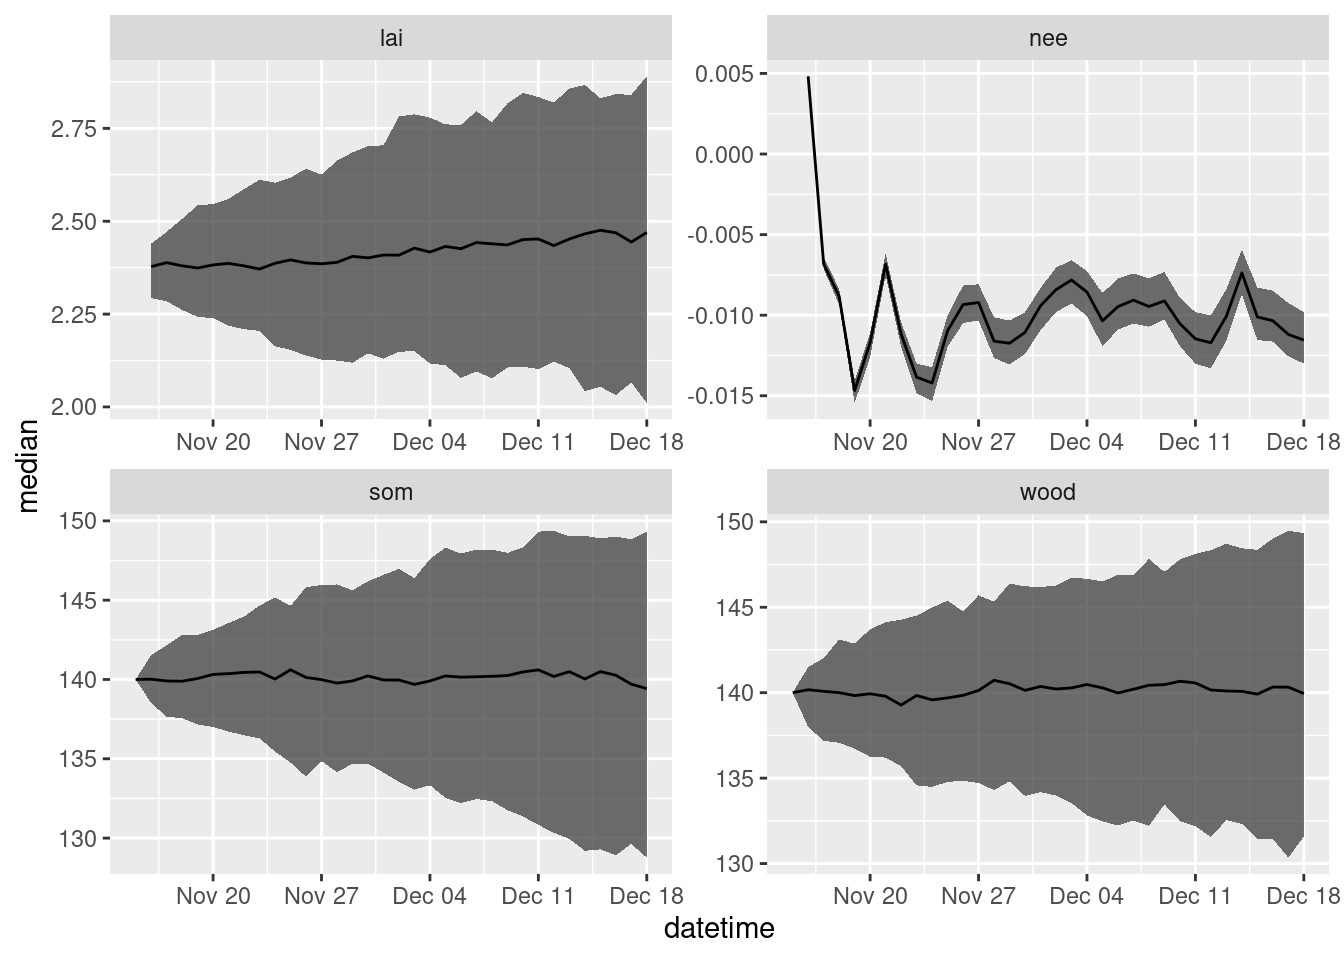 lai
nee
2.75
2.50
2.25
2.00
0.005
0.000
-0.005
-0.010
-0.015
Nov 20 Nov 27 Dec 04 Dec 11 Dec 18
Nov 20 Nov 27 Dec 04 Dec 11 Dec 18
median
som
wood
150
145
140
135
130
150
145
140
135
130
Nov 20 Nov 27 Dec 04 Dec 11 Dec 18
Nov 20 Nov 27 Dec 04 Dec 11 Dec 18
datetime